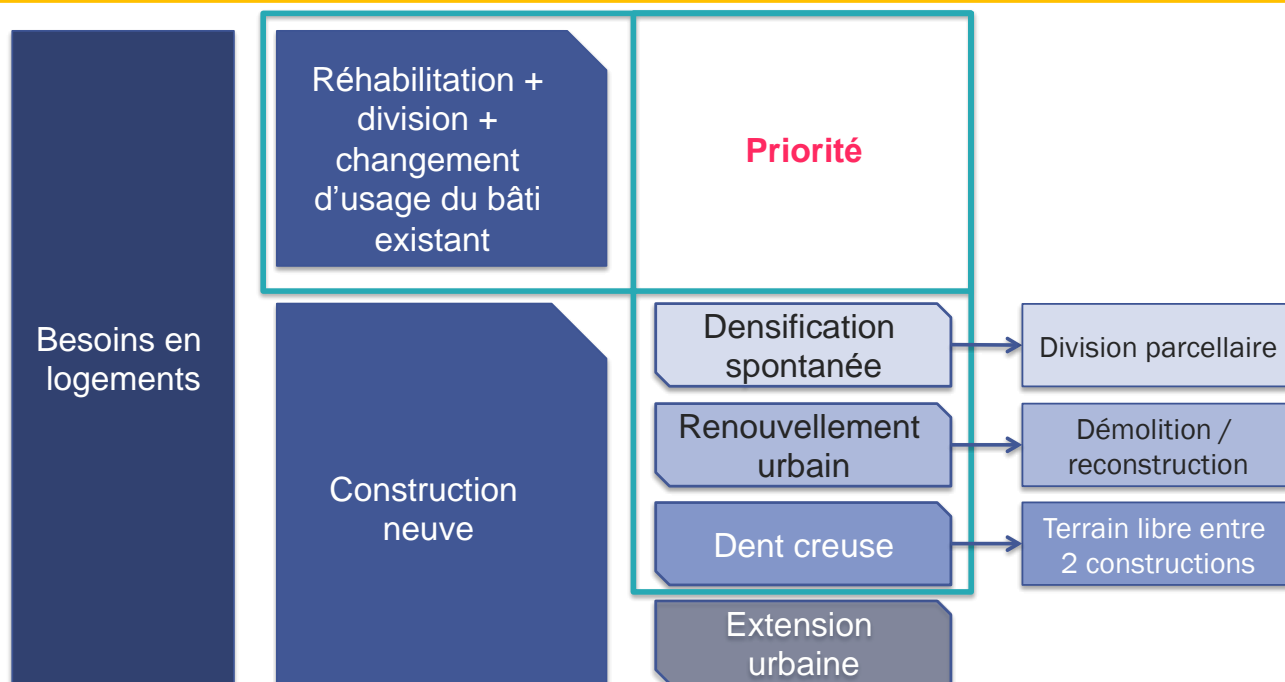 Besoins en
logements
Réhabilitation +
division +
changement
d’usage du bâti
existant
Priorité
Construction
neuve
Densification
spontanée
Division parcellaire
Renouvellement
urbain
Démolition /
reconstruction
Dent creuse
Terrain libre entre
2 constructions
Extension
urbaine